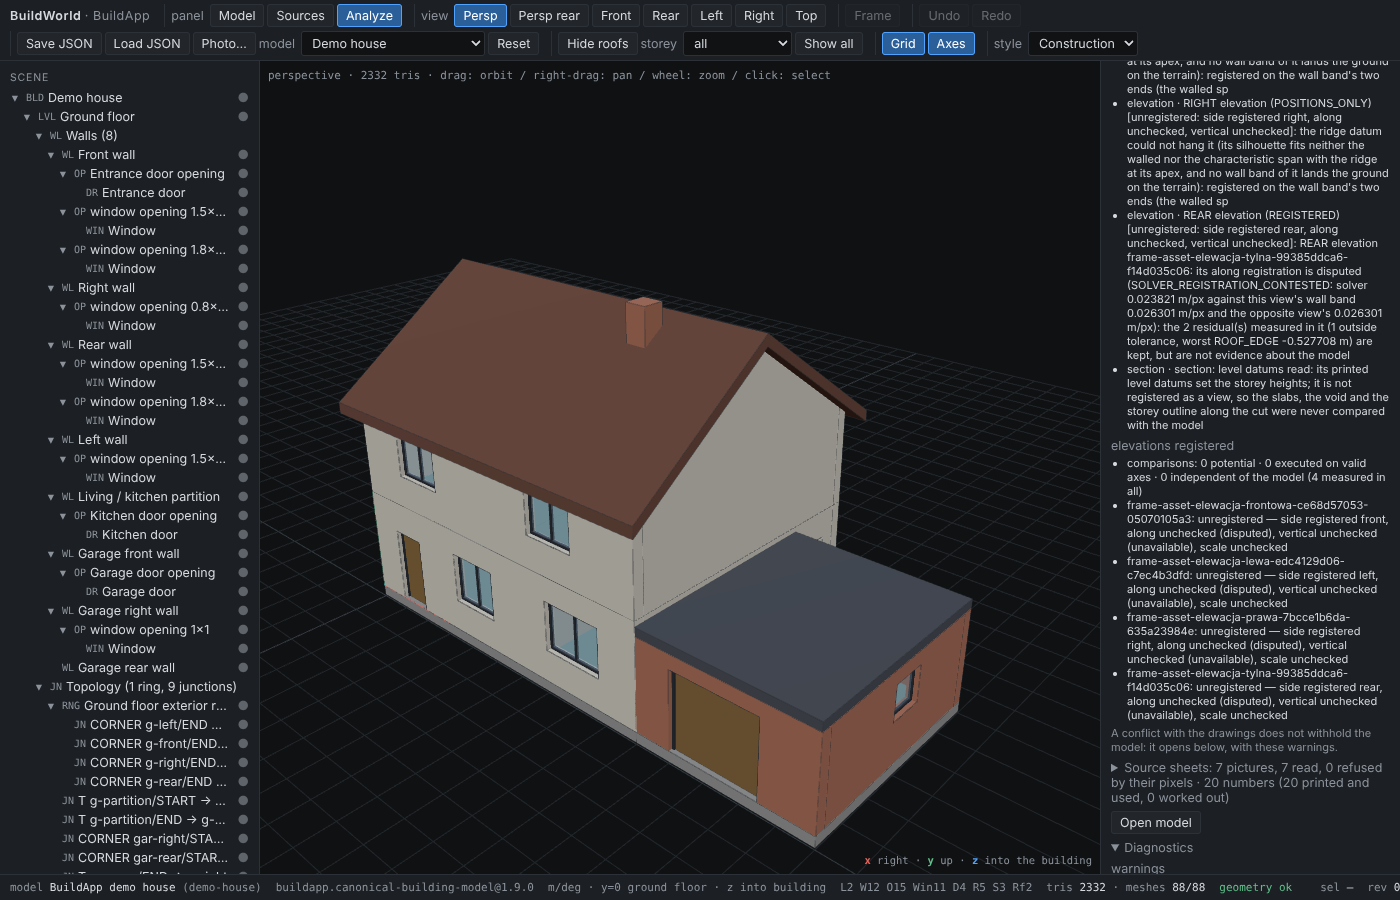 BuildWorld · BuildApp panel Model Sources Analyze view Persp Persp rear Front Rear Left Right Top Frame Undo Redo
Save JSON Load JSON Photo... model Demo house Reset Hide roofs storey all Show all Grid Axes style Construction
SCENE
▼ BLD Demo house
▼ LVL Ground floor
▼ WL Walls (8)
▼ WL Front wall
▼ OP Entrance door opening
DR Entrance door
▼ OP window opening 1.5×...
WIN Window
▼ OP window opening 1.8×...
WIN Window
▼ WL Right wall
▼ OP window opening 0.8×...
WIN Window
▼ WL Rear wall
▼ OP window opening 1.5×...
WIN Window
▼ OP window opening 1.8×...
WIN Window
▼ WL Left wall
▼ OP window opening 1.5×...
WIN Window
▼ WL Living / kitchen partition
▼ OP Kitchen door opening
DR Kitchen door
▼ WL Garage front wall
▼ OP Garage door opening
DR Garage door
▼ WL Garage right wall
▼ OP window opening 1×1
WIN Window
WL Garage rear wall
▼ JN Topology (1 ring, 9 junctions)
▼ RNG Ground floor exterior r...
JN CORNER g-left/END ...
JN CORNER g-front/END...
JN CORNER g-right/END...
JN CORNER g-rear/END ...
JN T g-partition/START → ...
JN T g-partition/END → g-...
JN CORNER gar-right/STA...
JN CORNER gar-rear/STAR...
perspective · 2332 tris · drag: orbit / right-drag: pan / wheel: zoom / click: select
x right · y up · z into the building
at its apex, and no wall band of it lands the ground
on the terrain): registered on the wall band's two
ends (the walled sp
• elevation · RIGHT elevation (POSITIONS_ONLY)
[unregistered: side registered right, along
unchecked, vertical unchecked]: the ridge datum
could not hang it (its silhouette fits neither the
walled nor the characteristic span with the ridge
at its apex, and no wall band of it lands the ground
on the terrain): registered on the wall band's two
ends (the walled sp
• elevation · REAR elevation (REGISTERED)
[unregistered: side registered rear, along
unchecked, vertical unchecked]: REAR elevation
frame-asset-elewacja-tylna-99385ddca6-
f14d035c06: its along registration is disputed
(SOLVER_REGISTRATION_CONTESTED: solver
0.023821 m/px against this view's wall band
0.026301 m/px and the opposite view's 0.026301
m/px): the 2 residual(s) measured in it (1 outside
tolerance, worst ROOF_EDGE -0.527708 m) are
kept, but are not evidence about the model
• section · section: level datums read: its printed
level datums set the storey heights; it is not
registered as a view, so the slabs, the void and the
storey outline along the cut were never compared
with the model
elevations registered
• comparisons: 0 potential · 0 executed on valid
axes · 0 independent of the model (4 measured in
all)
• frame-asset-elewacja-frontowa-ce68d57053-
05070105a3: unregistered — side registered front,
along unchecked (disputed), vertical unchecked
(unavailable), scale unchecked
• frame-asset-elewacja-lewa-edc4129d06-
c7ec4b3dfd: unregistered — side registered left,
along unchecked (disputed), vertical unchecked
(unavailable), scale unchecked
• frame-asset-elewacja-prawa-7bcce1b6da-
635a23984e: unregistered — side registered
right, along unchecked (disputed), vertical
unchecked (unavailable), scale unchecked
• frame-asset-elewacja-tylna-99385ddca6-
f14d035c06: unregistered — side registered rear,
along unchecked (disputed), vertical unchecked
(unavailable), scale unchecked
A conflict with the drawings does not withhold the
model: it opens below, with these warnings.
▶ Source sheets: 7 pictures, 7 read, 0 refused
by their pixels · 20 numbers (20 printed and
used, 0 worked out)
Open model
▼ Diagnostics
warnings
model BuildApp demo house (demo-house) buildapp.canonical-building-model@1.9.0 m/deg · y=0 ground floor · z into building L2 W12 O15 Win11 D4 R5 S3 Rf2 tris 2332 · meshes 88/88 geometry ok sel — rev 0